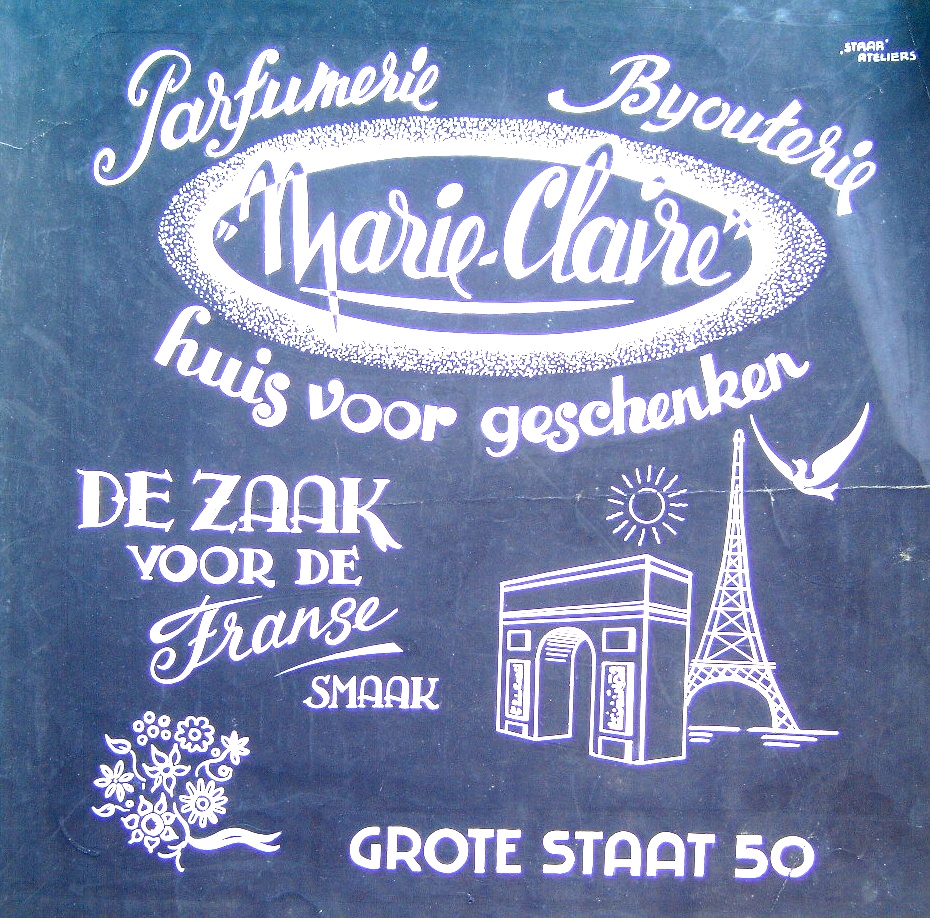 "STAAR"
ATELIERS
Parfumerie
Byouterie
"Marie-Claire"
huis voor geschenken
DE ZAAK
VOOR DE
Franse
SMAAK
GROTE STAAT 50